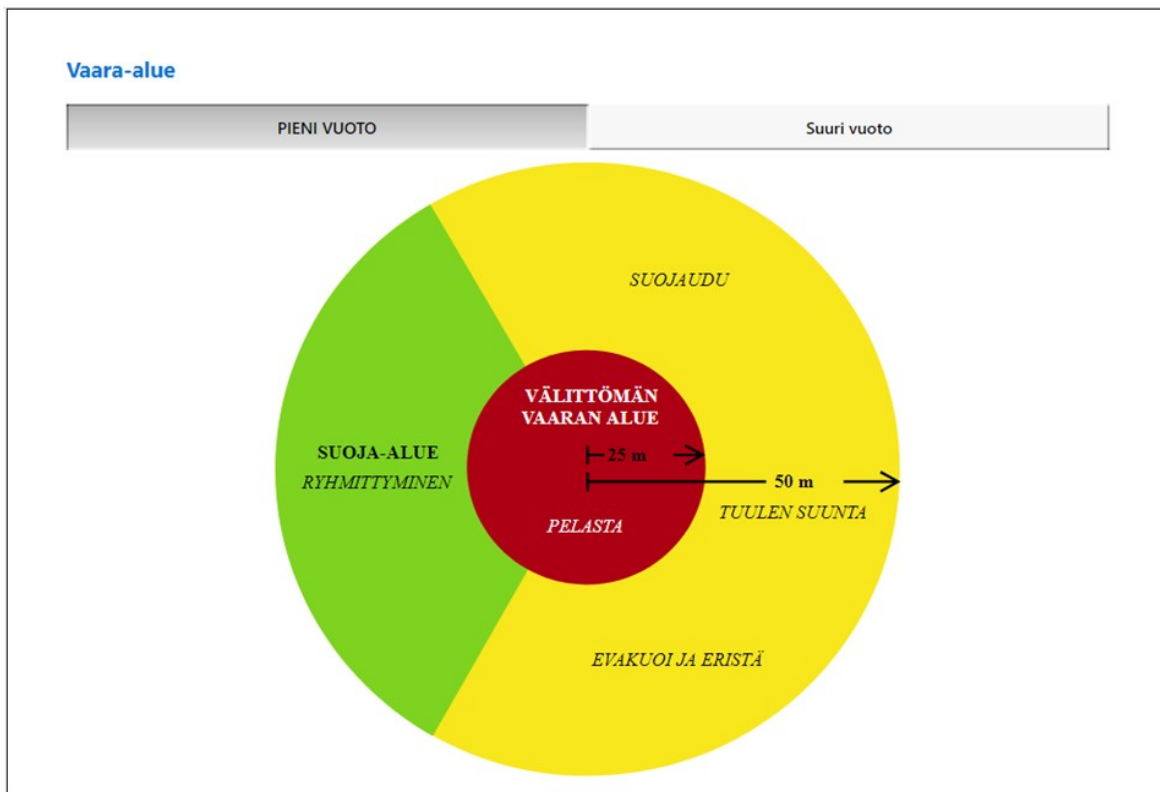 Vaara-alue
PIENI VUOTO
Suuri vuoto
SUOJAUDU
VÄLITTÖMÄN
VAARAN ALUE
SUOJA-ALUE
RYHMITTYMINEN
25 m
50 m
TUULEN SUUNTA
PELASTA
EVAKUOI JA ERISTÄ